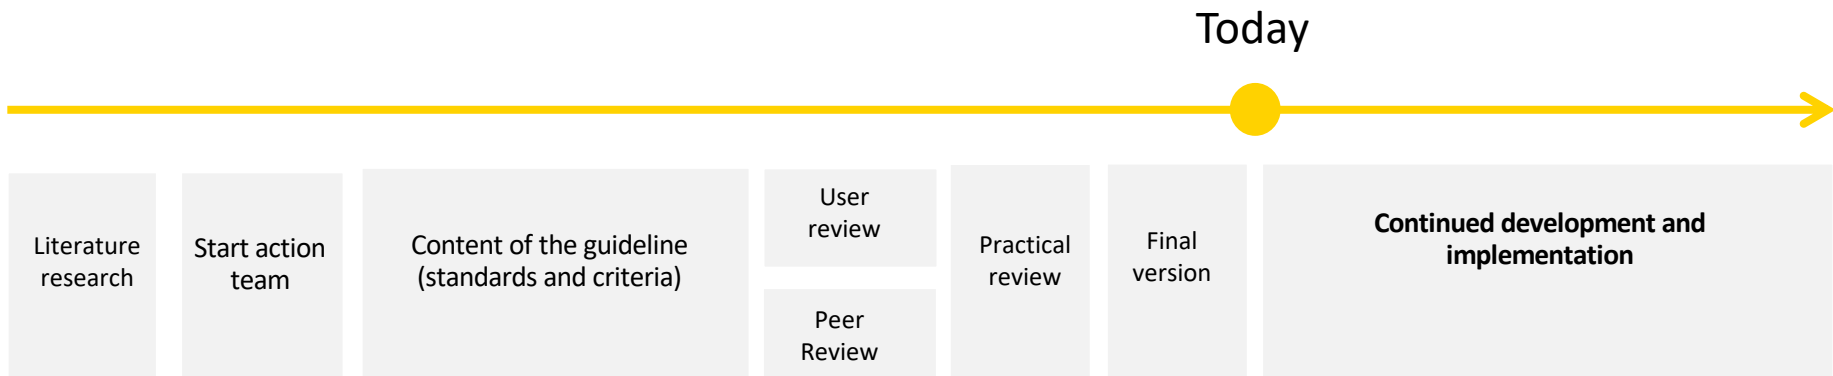 Today
Literature
research
Start action
team
Content of the guideline
(standards and criteria)
User
review
Peer
Review
Practical
review
Final
version
Continued development and
implementation